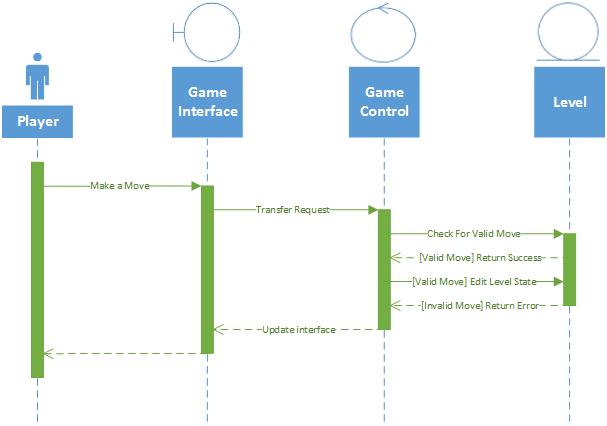 Player
Game
Interface
Game
Control
Level
Make a Move
Transfer Request
Check For Valid Move
[Valid Move] Return Success
[Valid Move] Edit Level State
[Invalid Move] Return Error
Update interface